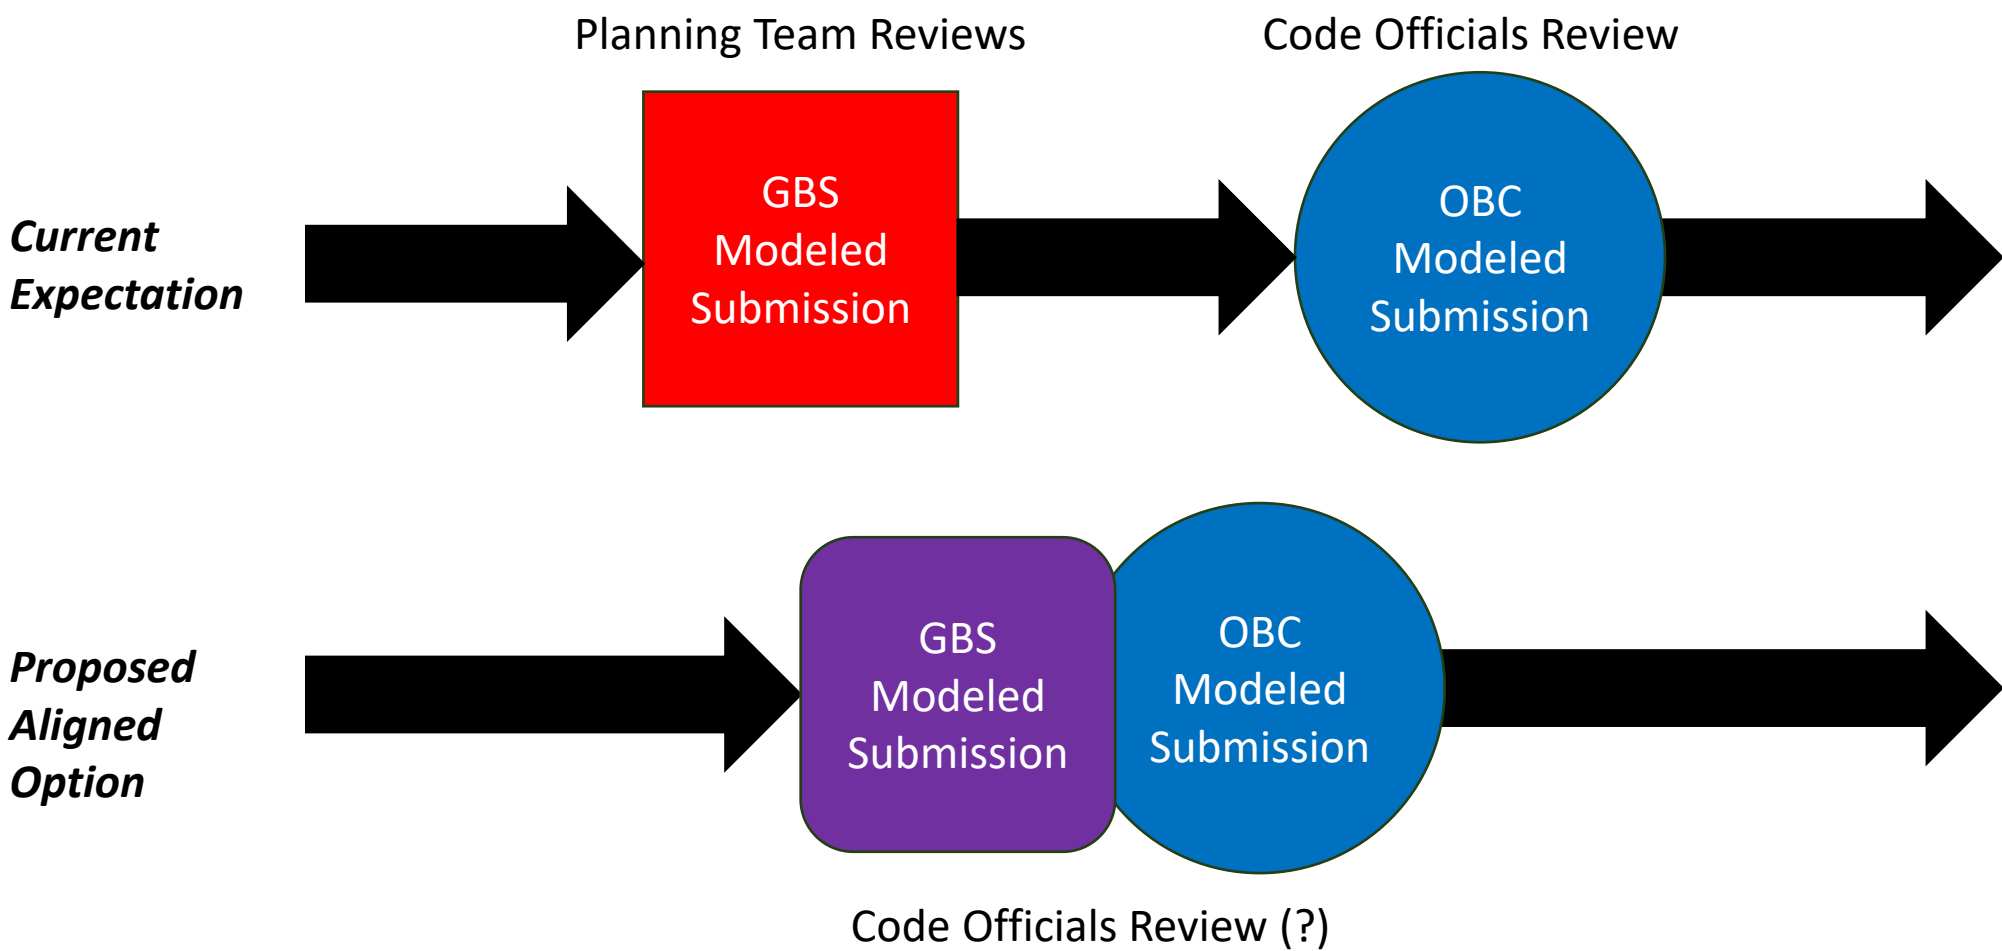 Planning Team Reviews
Code Officials Review
Current
Expectation
GBS
Modeled
Submission
OBC
Modeled
Submission
Proposed
Aligned
Option
GBS
Modeled
Submission
OBC
Modeled
Submission
Code Officials Review (?)